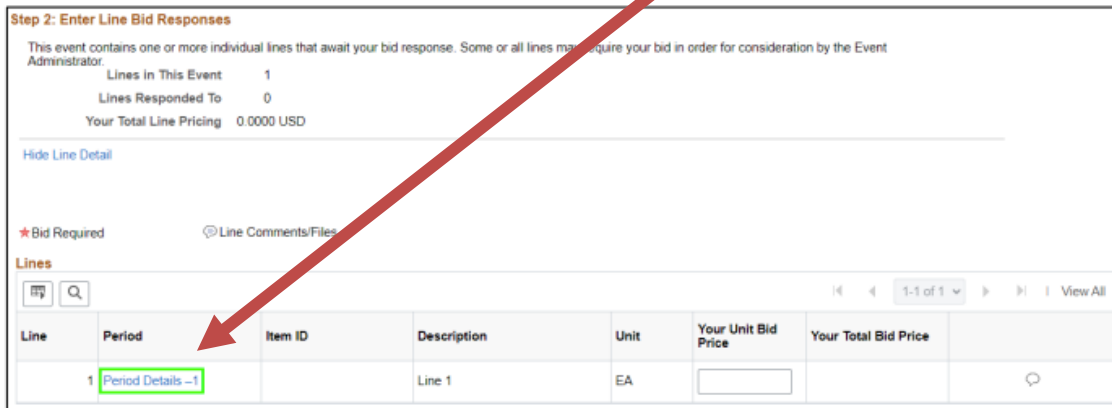 Step 2: Enter Line Bid Responses
This event contains one or more individual lines that await your bid response. Some or all lines may require your bid in order for consideration by the Event
Administrator.
Lines in This Event 1
Lines Responded To 0
Your Total Line Pricing 0.0000 USD
Hide Line Detail
★Bid Required Line Comments/Files
Lines
1-1 of 1 View All
Line Period Item ID Description Unit Your Unit Bid Price Your Total Bid Price
1 Period Details –1 Line 1 EA